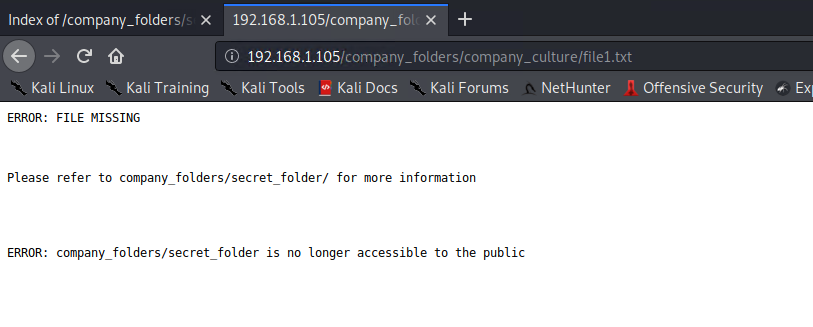 Index of /company_folders/s
192.168.1.105/company_fol
192.168.1.105/company_folders/company_culture/file1.txt
Kali Linux Kali Training Kali Tools Kali Docs Kali Forums NetHunter Offensive Security Exp
ERROR: FILE MISSING
Please refer to company_folders/secret_folder/ for more information
ERROR: company_folders/secret_folder is no longer accessible to the public